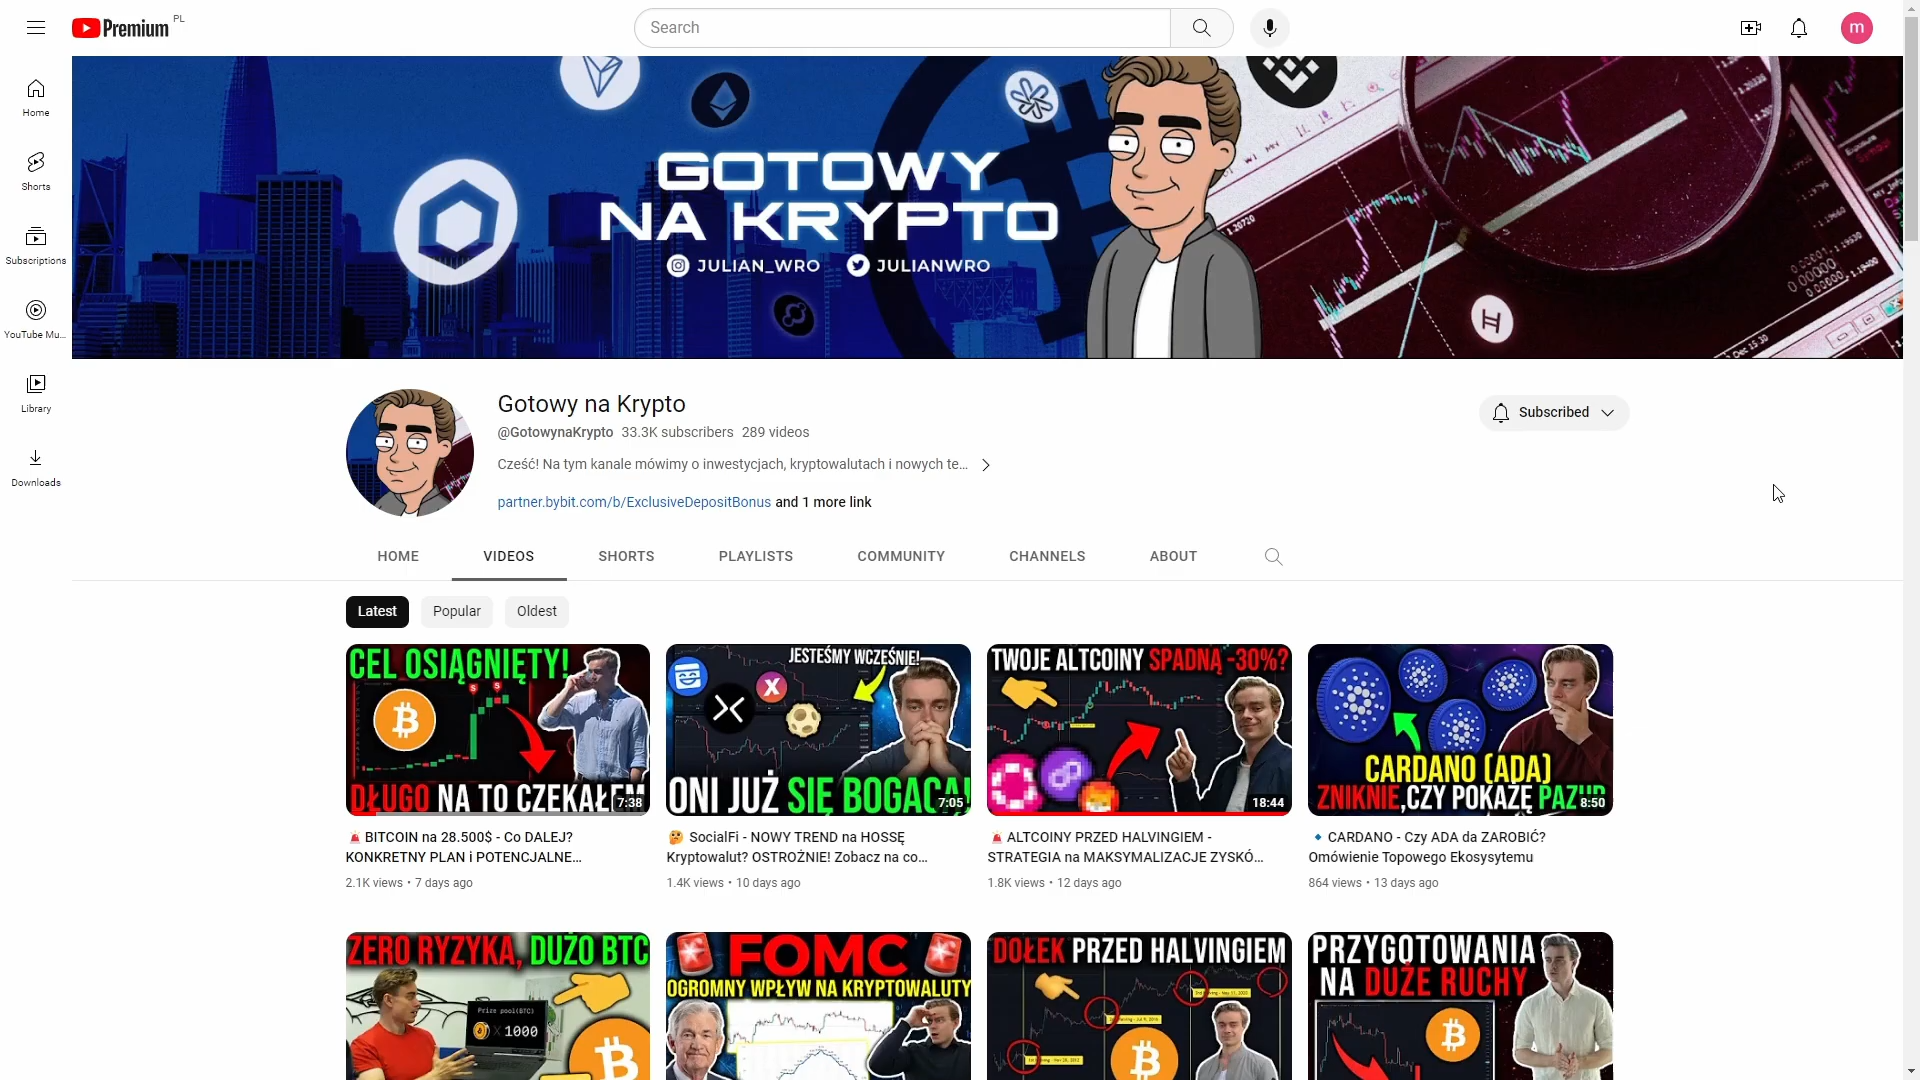 Premium PL
Search
m
Home
Shorts
Subscriptions
YouTube Mu...
Library
Downloads
GOTOWY
NA KRYPTO
JULIAN_WRO JULIANWRO
Gotowy na Krypto
@GotowynaKrypto 33.3K subscribers 289 videos
Cześć! Na tym kanale mówimy o inwestycjach, kryptowalutach i nowych te...
partner.bybit.com/b/ExclusiveDepositBonus and 1 more link
Subscribed
HOME VIDEOS SHORTS PLAYLISTS COMMUNITY CHANNELS ABOUT
Latest Popular Oldest
CEL OSIĄGNIĘTY!
DŁUGO NA TO CZEKAŁEM
7:38
🚨 BITCOIN na 28.500$ - Co DALEJ?
KONKRETNY PLAN i POTENCJALNE...
2.1K views • 7 days ago
JESTEŚMY WCZEŚNIE!
ONI JUŻ SIĘ BOGACĄ!
7:05
🤔 SocialFi - NOWY TREND na HOSSĘ
Kryptowalut? OSTROŻNIE! Zobacz na co...
1.4K views • 10 days ago
TWOJE ALTCOINY SPADNĄ -30%?
18:44
🚨 ALTCOINY PRZED HALVINGIEM -
STRATEGIA na MAKSYMALIZACJE ZYSKÓ...
1.8K views • 12 days ago
CARDANO (ADA)
ZNIKNIE, CZY POKAŻE
8:50
🔹 CARDANO - Czy ADA da ZAROBIĆ?
Omówienie Topowego Ekosysytemu
864 views • 13 days ago
ZERO RYZYKA, DUŻO BTC
Prize pool(BTC)
X 1000
FOMC
OGROMNY WPŁYW NA KRYPTOWALUTY
DOŁEK PRZED HALVINGIEM
PRZYGOTOWANIA
NA DUŻE RUCHY